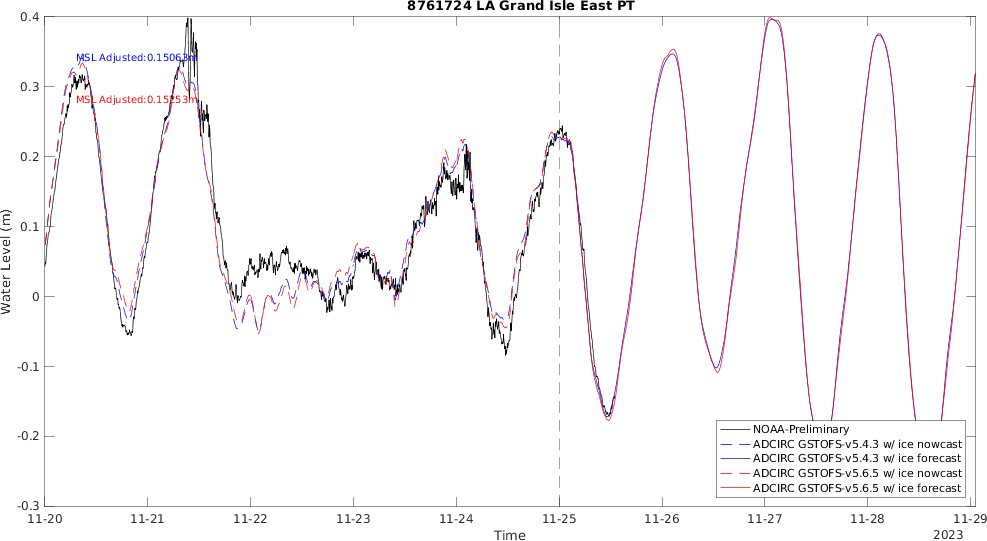 8761724 LA Grand Isle East PT
0.4
0.3
0.2
0.1
0
-0.1
-0.2
-0.3
Water Level (m)
MSL Adjusted:0.15063m
MSL Adjusted:0.15253m
NOAA-Preliminary
ADCIRC GSTOFS-v5.4.3 w/ ice nowcast
ADCIRC GSTOFS-v5.4.3 w/ ice forecast
ADCIRC GSTOFS-v5.6.5 w/ ice nowcast
ADCIRC GSTOFS-v5.6.5 w/ ice forecast
11-20 11-21 11-22 11-23 11-24 11-25 11-26 11-27 11-28 11-29
Time
2023